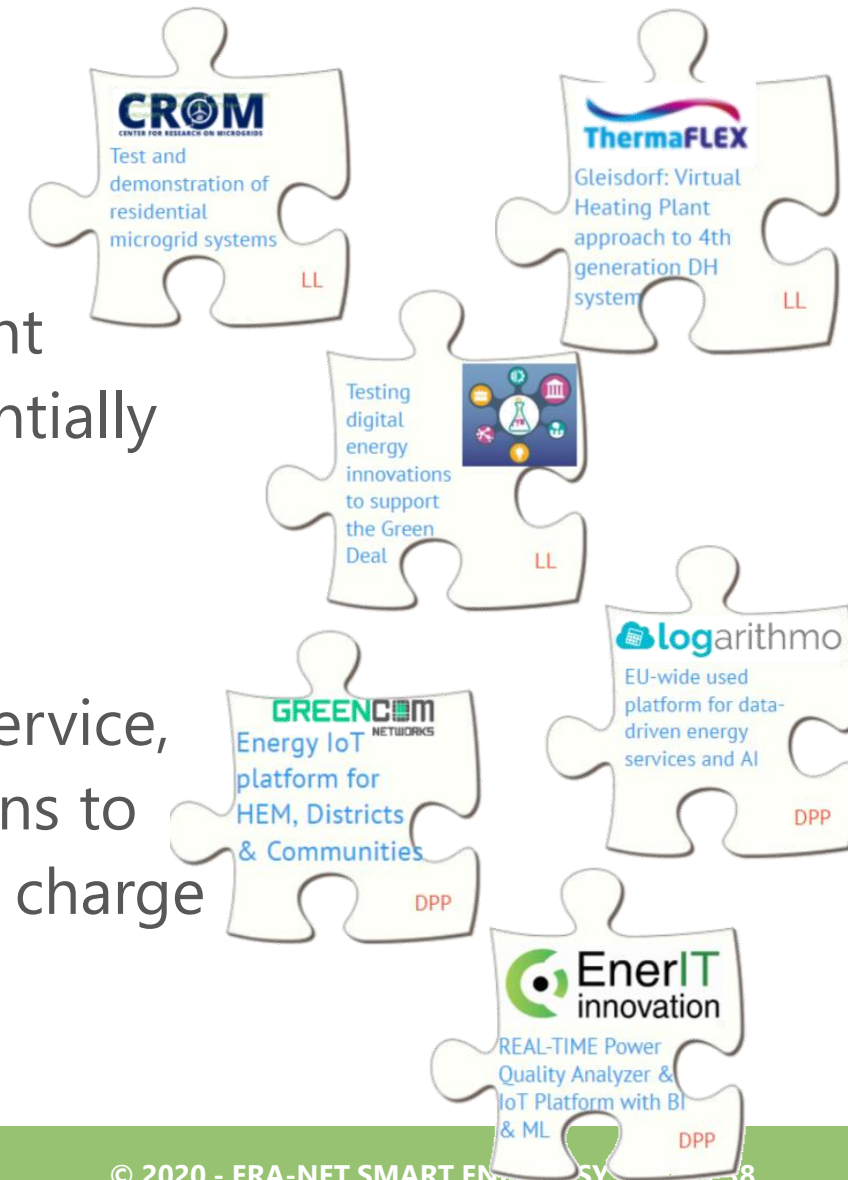 CROM
CENTER FOR RESEARCH ON MICROGRIDS
Test and
demonstration of
residential
microgrid systems
LL
ThermaFLEX
Gleisdorf: Virtual
Heating Plant
approach to 4th
generation DH
system
LL
nt
entially
Testing
digital
energy
innovations
to support
the Green
Deal
LL
logarithmo
EU-wide used
platform for data-
driven energy
services and AI
DPP
ervice,
ns to
charge
GREENCOM
NETWORKS
Energy IoT
platform for
HEM, Districts
& Communities
DPP
EnerIT
innovation
REAL-TIME Power
Quality Analyzer &
IoT Platform with BI
& ML
DPP
© 2020 - ERA-NET SMART